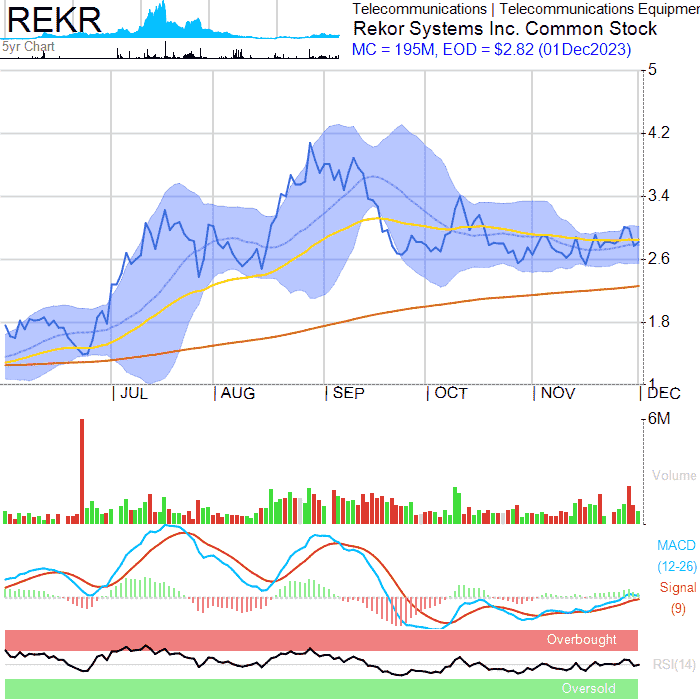 REKR
5yr Chart
Telecommunications | Telecommunications Equipmen
Rekor Systems Inc. Common Stock
MC = 195M, EOD = $2.82 (01Dec2023)
5
4.2
3.4
2.6
1.8
1
| JUL | AUG | SEP | OCT | NOV | DEC
6M
Volume
MACD
(12-26)
Signal
(9)
Overbought
RSI(14)
Oversold